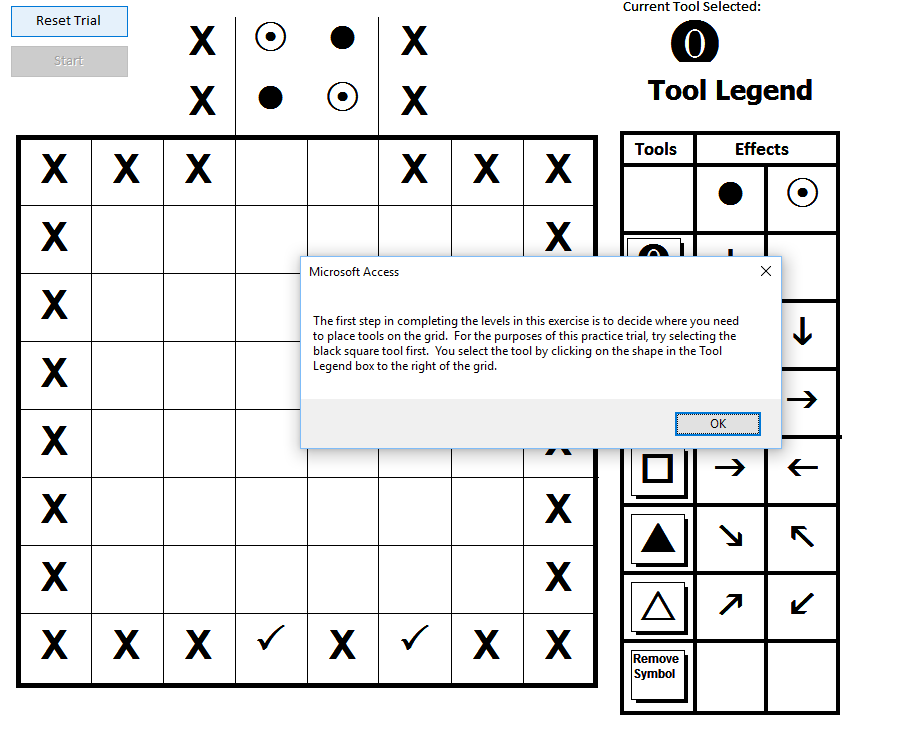 Reset Trial
Start
Current Tool Selected:
0
Tool Legend
X X
X X
Tools Effects
X X X X X X
X X
X
X
X X
X X
X X
X X X ✓ X ✓ X X
Microsoft Access
The first step in completing the levels in this exercise is to decide where you need
to place tools on the grid. For the purposes of this practice trial, try selecting the
black square tool first. You select the tool by clicking on the shape in the Tool
Legend box to the right of the grid.
OK
Remove
Symbol